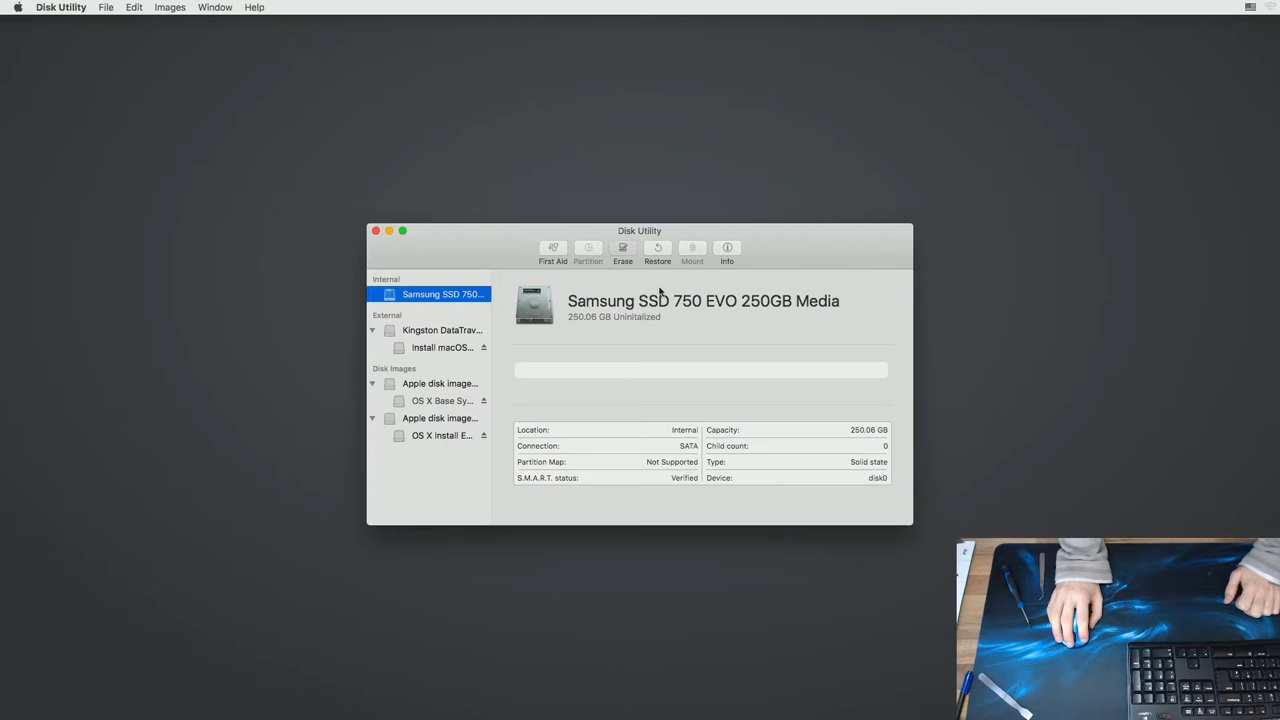 Disk Utility File Edit Images Window Help
Disk Utility
First Aid Partition Erase Restore Mount Info
Internal
Samsung SSD 750...
External
Kingston DataTrav...
Install macOS...
Disk Images
Apple disk image...
OS X Base Sy...
Apple disk image...
OS X Install E...
Samsung SSD 750 EVO 250GB Media
250.06 GB Uninitalized
Location: Internal
Connection: SATA
Partition Map: Not Supported
S.M.A.R.T. status: Verified
Capacity: 250.06 GB
Child count: 0
Type: Solid state
Device: disk0